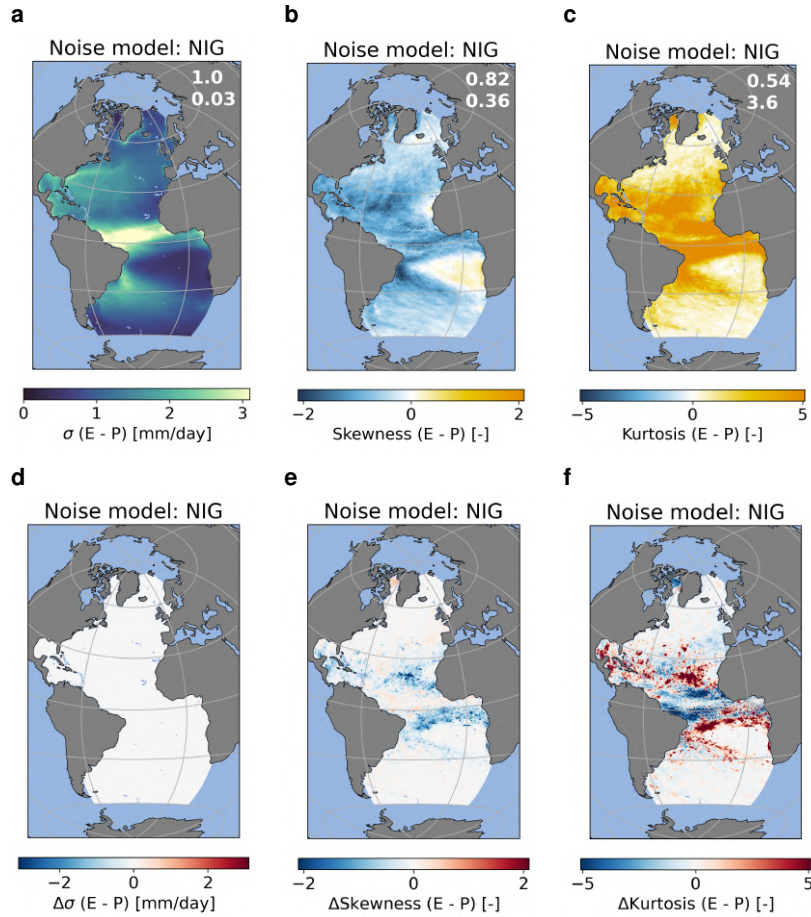 a
b
c
Noise model: NIG
Noise model: NIG
Noise model: NIG
1.0
0.03
0.82
0.36
0.54
3.6
0 1 2 3
σ (E - P) [mm/day]
−2 0 2
Skewness (E - P) [-]
−5 0 5
Kurtosis (E - P) [-]
d
e
f
Noise model: NIG
Noise model: NIG
Noise model: NIG
−2 0 2
Δσ (E - P) [mm/day]
−2 0 2
ΔSkewness (E - P) [-]
−5 0 5
ΔKurtosis (E - P) [-]